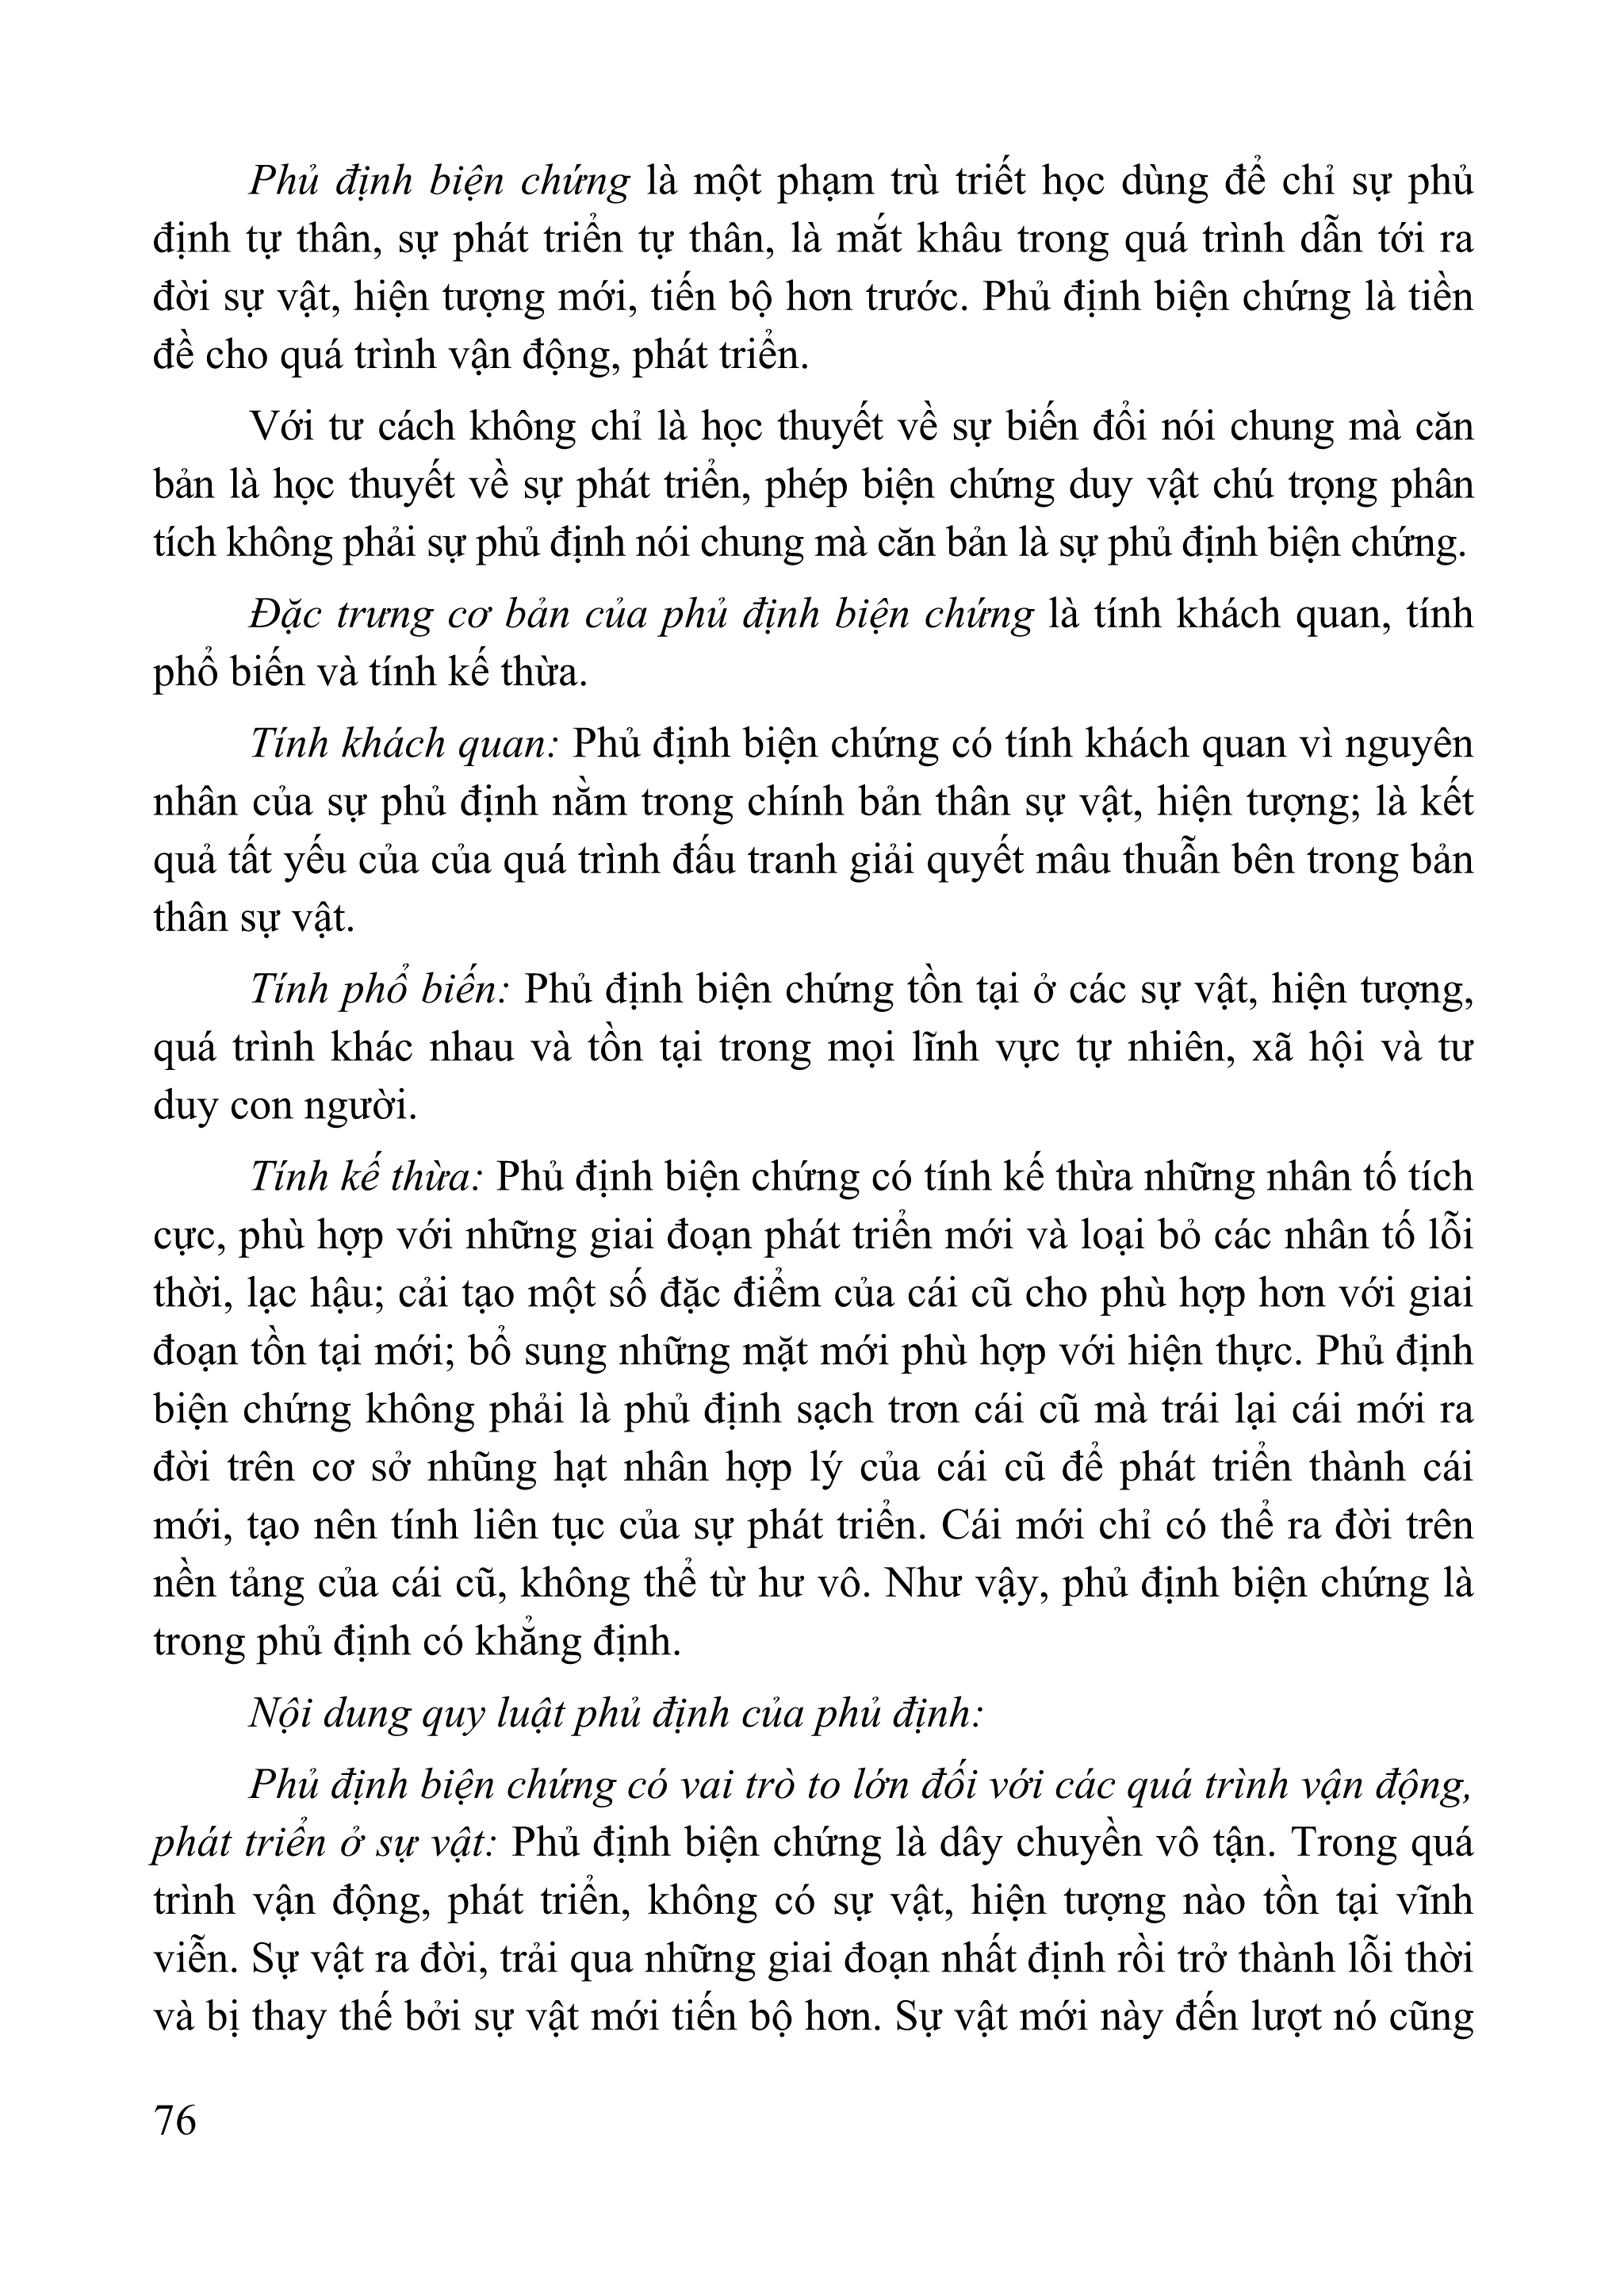 Phủ định biện chứng là một phạm trù triết học dùng để chỉ sự phủ
định tự thân, sự phát triển tự thân, là mắt khâu trong quá trình dẫn tới ra
đời sự vật, hiện tượng mới, tiến bộ hơn trước. Phủ định biện chứng là tiền
đề cho quá trình vận động, phát triển.
Với tư cách không chỉ là học thuyết về sự biến đổi nói chung mà căn
bản là học thuyết về sự phát triển, phép biện chứng duy vật chú trọng phân
tích không phải sự phủ định nói chung mà căn bản là sự phủ định biện chứng.
Đặc trưng cơ bản của phủ định biện chứng là tính khách quan, tính
phổ biến và tính kế thừa.
Tính khách quan: Phủ định biện chứng có tính khách quan vì nguyên
nhân của sự phủ định nằm trong chính bản thân sự vật, hiện tượng; là kết
quả tất yếu của của quá trình đấu tranh giải quyết mâu thuẫn bên trong bản
thân sự vật.
Tính phổ biến: Phủ định biện chứng tồn tại ở các sự vật, hiện tượng,
quá trình khác nhau và tồn tại trong mọi lĩnh vực tự nhiên, xã hội và tư
duy con người.
Tính kế thừa: Phủ định biện chứng có tính kế thừa những nhân tố tích
cực, phù hợp với những giai đoạn phát triển mới và loại bỏ các nhân tố lỗi
thời, lạc hậu; cải tạo một số đặc điểm của cái cũ cho phù hợp hơn với giai
đoạn tồn tại mới; bổ sung những mặt mới phù hợp với hiện thực. Phủ định
biện chứng không phải là phủ định sạch trơn cái cũ mà trái lại cái mới ra
đời trên cơ sở nhũng hạt nhân hợp lý của cái cũ để phát triển thành cái
mới, tạo nên tính liên tục của sự phát triển. Cái mới chỉ có thể ra đời trên
nền tảng của cái cũ, không thể từ hư vô. Như vậy, phủ định biện chứng là
trong phủ định có khẳng định.
Nội dung quy luật phủ định của phủ định:
Phủ định biện chứng có vai trò to lớn đối với các quá trình vận động,
phát triển ở sự vật: Phủ định biện chứng là dây chuyền vô tận. Trong quá
trình vận động, phát triển, không có sự vật, hiện tượng nào tồn tại vĩnh
viễn. Sự vật ra đời, trải qua những giai đoạn nhất định rồi trở thành lỗi thời
và bị thay thế bởi sự vật mới tiến bộ hơn. Sự vật mới này đến lượt nó cũng
76